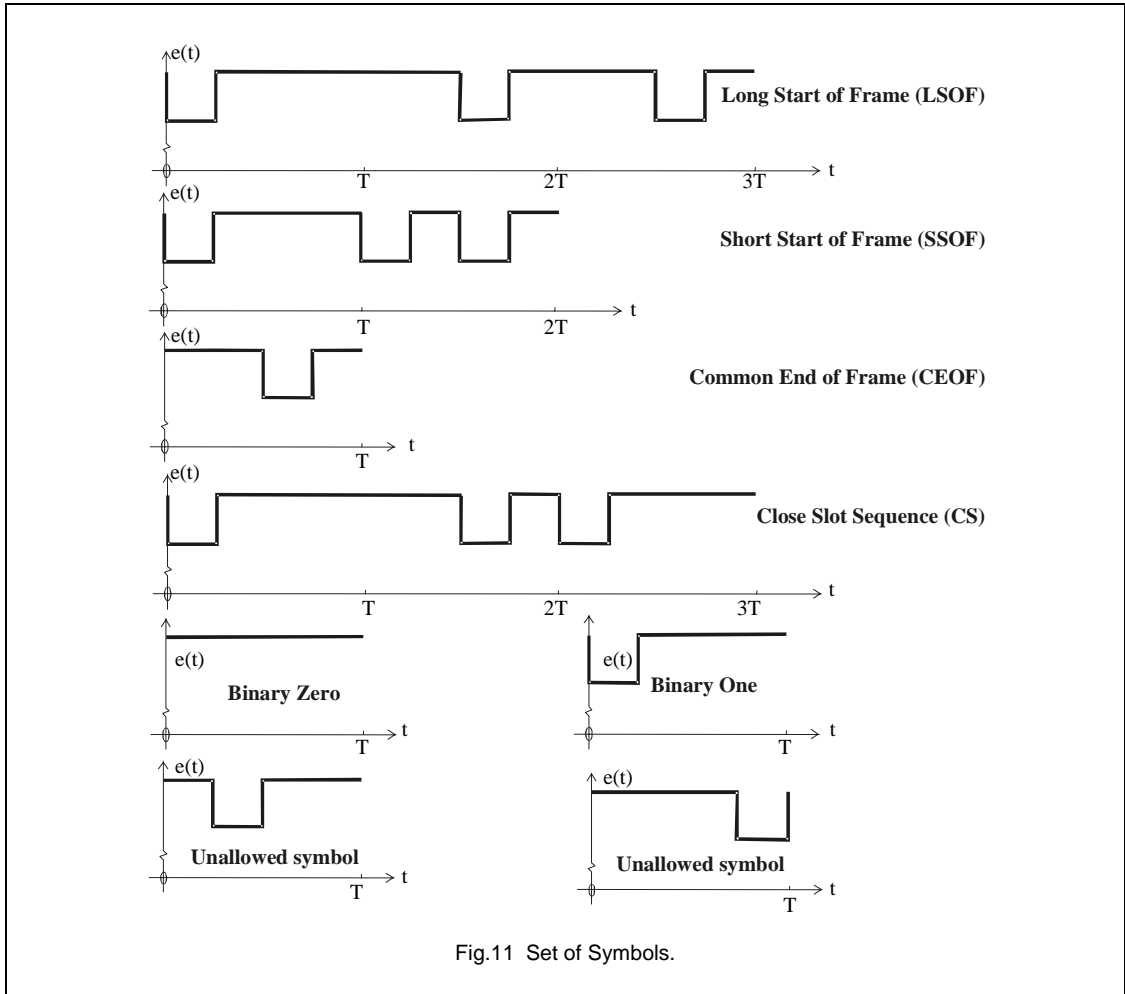 e(t)
Long Start of Frame (LSOF)
T 2T 3T t
e(t)
Short Start of Frame (SSOF)
T 2T t
e(t)
Common End of Frame (CEOF)
T t
e(t)
Close Slot Sequence (CS)
T 2T 3T t
e(t)
Binary Zero
T t
e(t)
Binary One
T t
e(t)
Unallowed symbol
T t
e(t)
Unallowed symbol
T t
Fig.11 Set of Symbols.